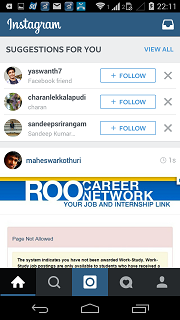 22:11
Instagram
SUGGESTIONS FOR YOU
VIEW ALL
yaswanth7
Facebook friend
+ FOLLOW
charanlekkalapudi
charan
+ FOLLOW
sandeepsrirangam
Sandeep Kumar...
+ FOLLOW
maheswarkothuri
1s
ROO CAREER
NETWORK
YOUR JOB AND INTERNSHIP LINK
Page Not Allowed
The system indicates you have not been awarded Work-Study. Work-
Study job postings are only available to students who have received a